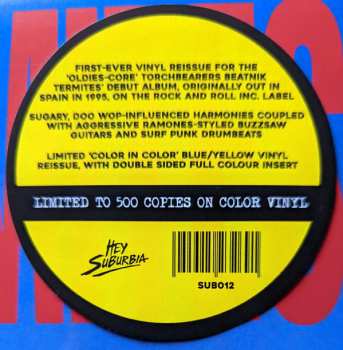 FIRST-EVER VINYL REISSUE FOR THE
'OLDIES-CORE' TORCHBEARERS BEATNIK
TERMITES' DEBUT ALBUM, ORIGINALLY OUT IN
SPAIN IN 1995, ON THE ROCK AND ROLL INC. LABEL
SUGARY, DOO WOP-INFLUENCED HARMONIES COUPLED
WITH AGGRESSIVE RAMONES-STYLED BUZZSAW
GUITARS AND SURF PUNK DRUMBEATS
LIMITED 'COLOR IN COLOR' BLUE/YELLOW VINYL
REISSUE, WITH DOUBLE SIDED FULL COLOUR INSERT
LIMITED TO 500 COPIES ON COLOR VINYL
HEY
SUBURBIA
SUB012